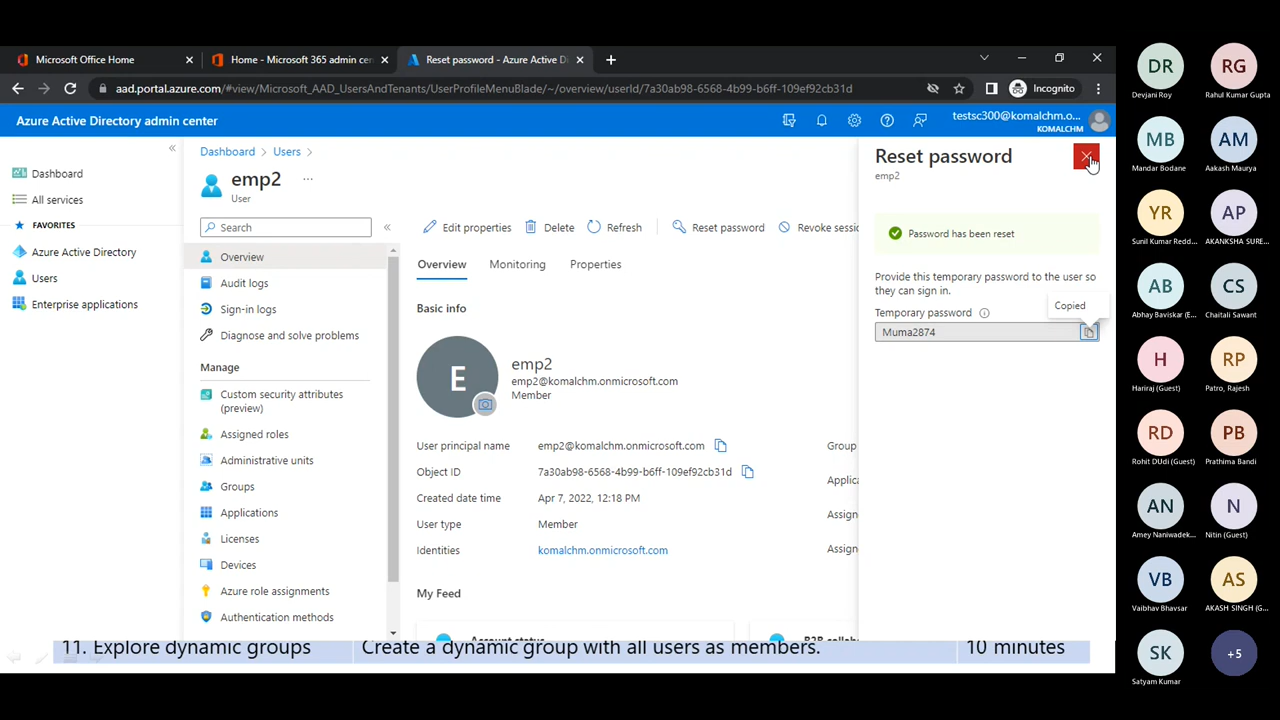 Microsoft Office Home
Home - Microsoft 365 admin cen
Reset password - Azure Active Di
aad.portal.azure.com/#view/Microsoft_AAD_UsersAndTenants/UserProfileMenuBlade/~/overview/userId/7a30ab98-6568-4b99-b6ff-109ef92cb31d
Incognito
Azure Active Directory admin center
testsc300@komalchm.o...
KOMALCHM
Dashboard
All services
FAVORITES
Azure Active Directory
Users
Enterprise applications
Dashboard > Users >
emp2 ...
User
Search
Overview
Audit logs
Sign-in logs
Diagnose and solve problems
Manage
Custom security attributes
(preview)
Assigned roles
Administrative units
Groups
Applications
Licenses
Devices
Azure role assignments
Authentication methods
Edit properties
Delete
Refresh
Reset password
Revoke sessi
Overview
Monitoring
Properties
Basic info
E
emp2
emp2@komalchm.onmicrosoft.com
Member
User principal name
emp2@komalchm.onmicrosoft.com
Group
Object ID
7a30ab98-6568-4b99-b6ff-109ef92cb31d
Applica
Created date time
Apr 7, 2022, 12:18 PM
Assign
User type
Member
Assign
Identities
komalchm.onmicrosoft.com
My Feed
Account status
B2B collab
Reset password
emp2
Password has been reset
Provide this temporary password to the user so
they can sign in.
Copied
Temporary password
Muma2874
11. Explore dynamic groups
Create a dynamic group with all users as members.
10 minutes
DR
Devjani Roy
RG
Rahul Kumar Gupta
MB
Mandar Bodane
AM
Aakash Maurya
YR
Sunil Kumar Redd...
AP
AKANKSHA SURE...
AB
Abhay Baviskar (E...
CS
Chaitali Sawant
H
Hariraj (Guest)
RP
Patro, Rajesh
RD
Rohit DUdi (Guest)
PB
Prathima Bandi
AN
Amey Naniwadek...
N
Nitin (Guest)
VB
Vaibhav Bhavsar
AS
AKASH SINGH (G...
SK
Satyam Kumar
+5